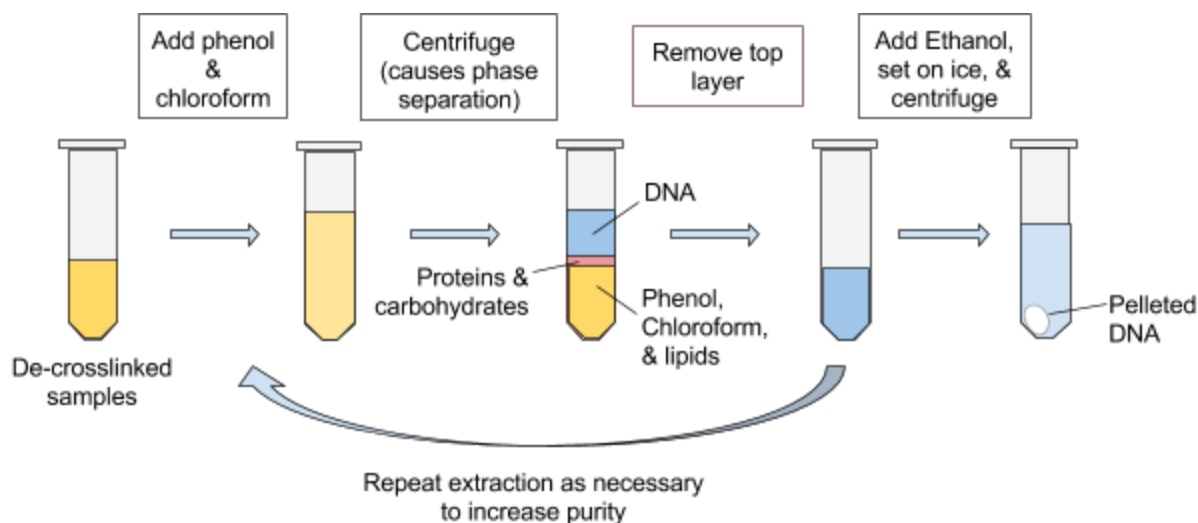 Add phenol
&
chloroform
Centrifuge
(causes phase
separation)
Remove top
layer
Add Ethanol,
set on ice, &
centrifuge
DNA
Proteins &
carbohydrates
Phenol,
Chloroform,
& lipids
Pelleted
DNA
De-crosslinked
samples
Repeat extraction as necessary
to increase purity